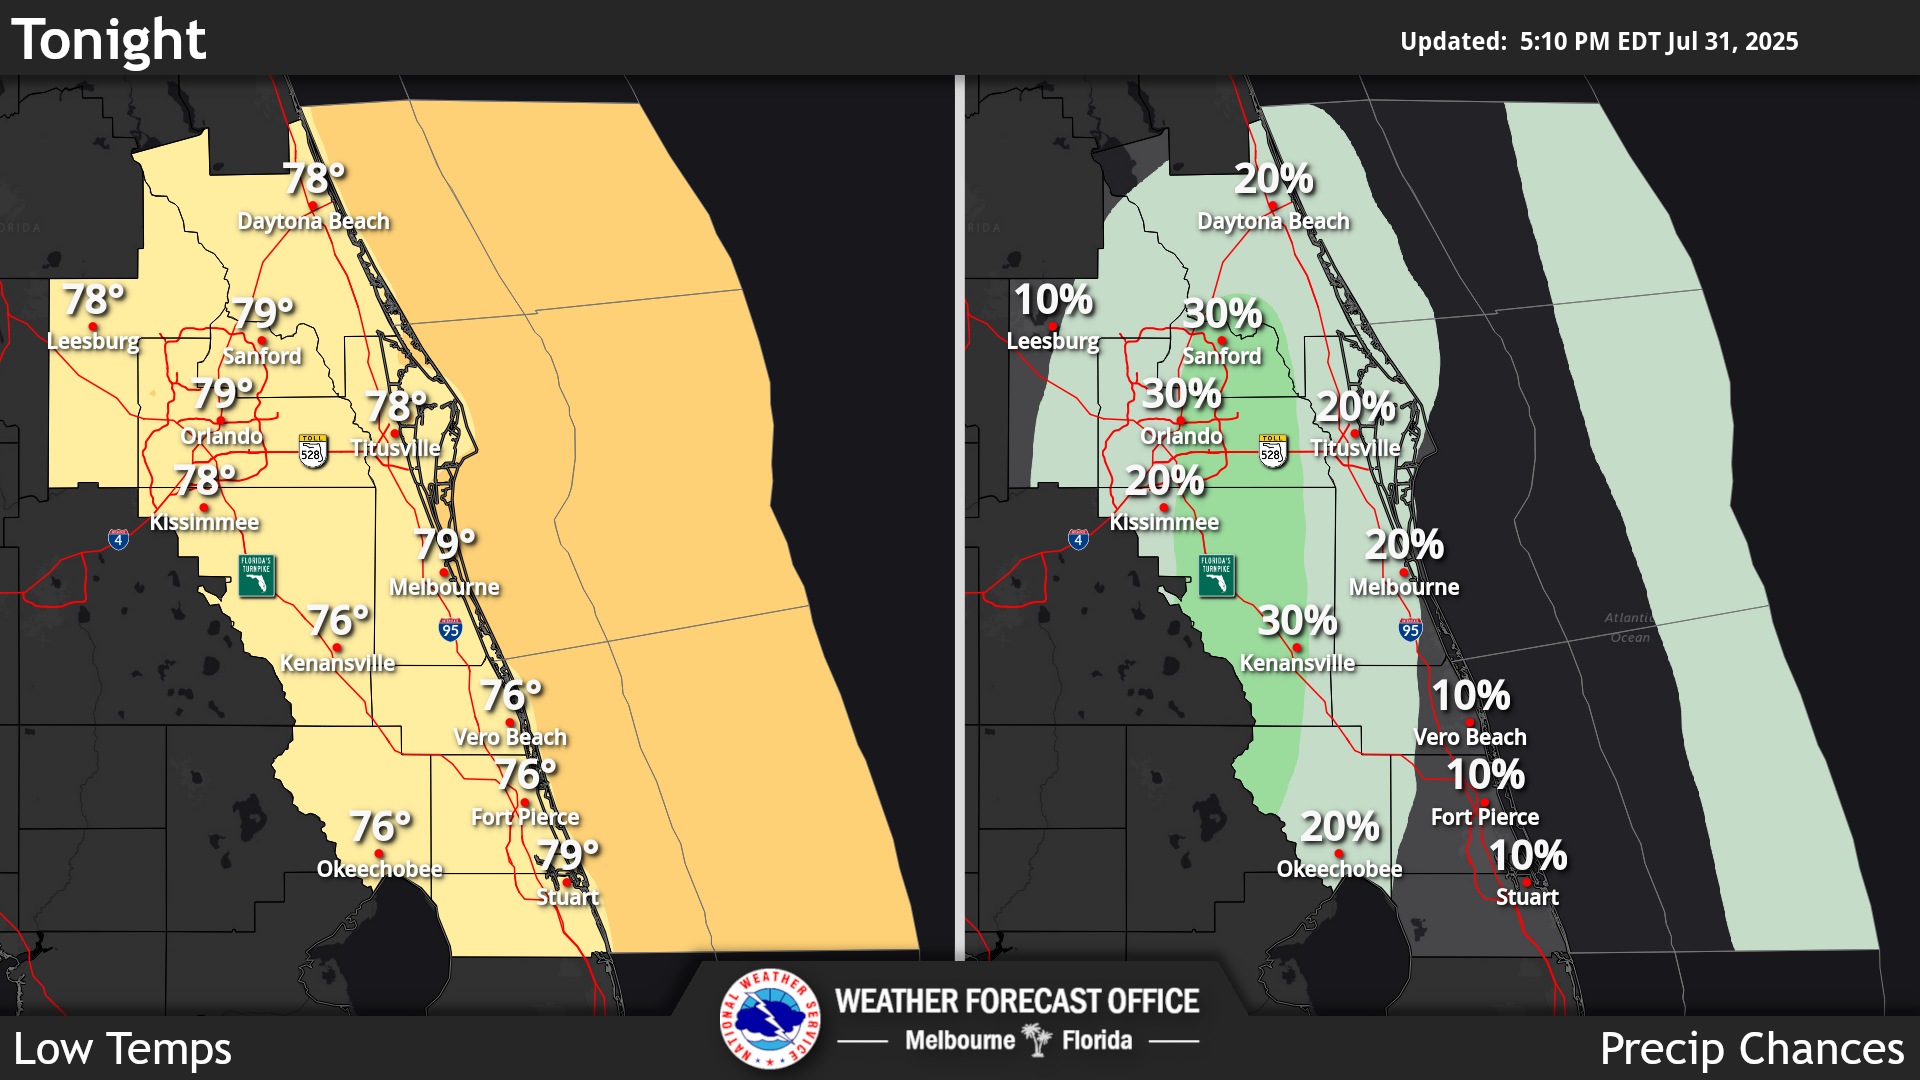 Tonight
Updated:  5:10 PM EDT Jul 31, 2025
78°
Daytona Beach
78°
Leesburg
79°
Sanford
79°
Orlando
78°
Titusville
TOLL
528
78°
Kissimmee
4
FLORIDA'S
TURNPIKE
79°
Melbourne
95
76°
Kenansville
76°
Vero Beach
76°
Fort Pierce
76°
Okeechobee
79°
Stuart
20%
Daytona Beach
10%
Leesburg
30%
Sanford
30%
Orlando
20%
Titusville
TOLL
528
20%
Kissimmee
4
FLORIDA'S
TURNPIKE
20%
Melbourne
95
30%
Kenansville
Atlantic
Ocean
10%
Vero Beach
10%
Fort Pierce
20%
Okeechobee
10%
Stuart
Low Temps
NATIONAL WEATHER SERVICE
WEATHER FORECAST OFFICE
Melbourne Florida
Precip Chances